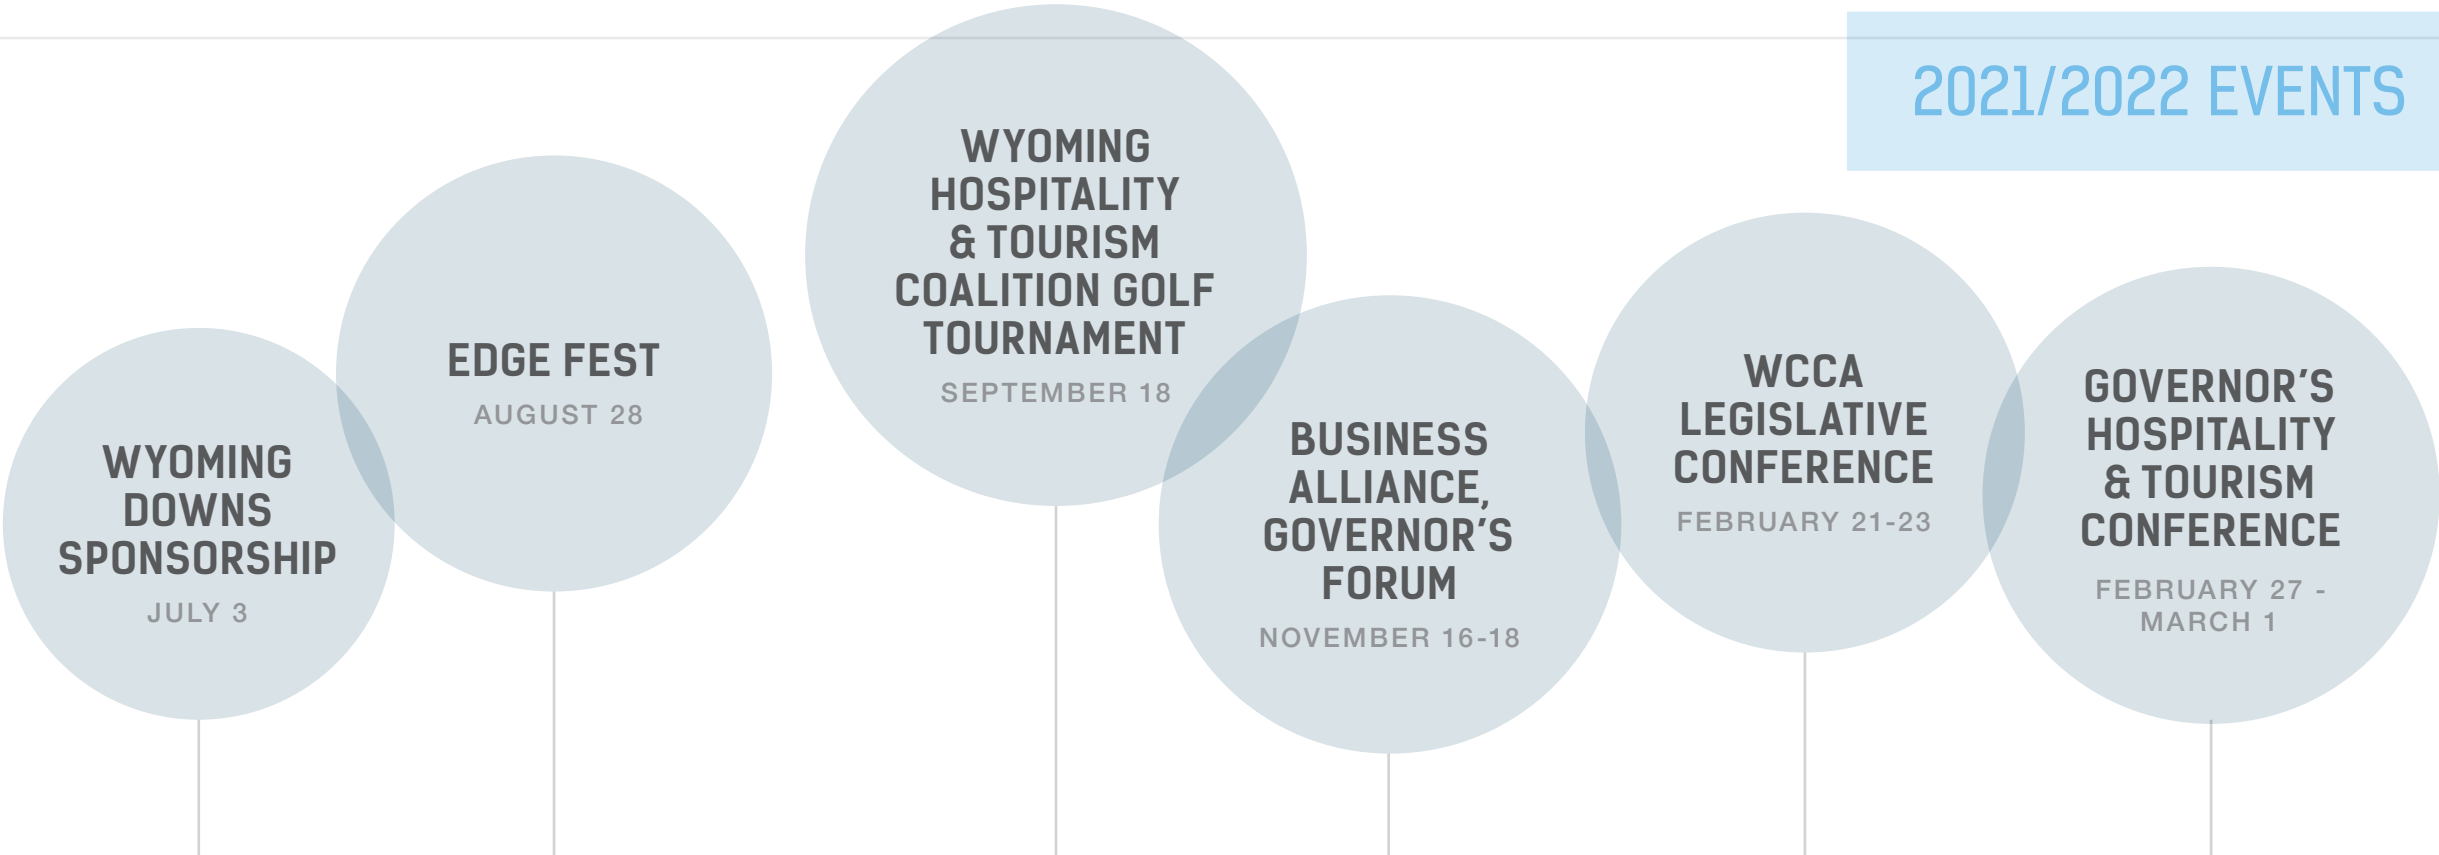 2021/2022 EVENTS
WYOMING
DOWNS
SPONSORSHIP
JULY 3
EDGE FEST
AUGUST 28
WYOMING
HOSPITALITY
& TOURISM
COALITION GOLF
TOURNAMENT
SEPTEMBER 18
BUSINESS
ALLIANCE,
GOVERNOR’S
FORUM
NOVEMBER 16-18
WCCA
LEGISLATIVE
CONFERENCE
FEBRUARY 21-23
GOVERNOR’S
HOSPITALITY
& TOURISM
CONFERENCE
FEBRUARY 27 -
MARCH 1